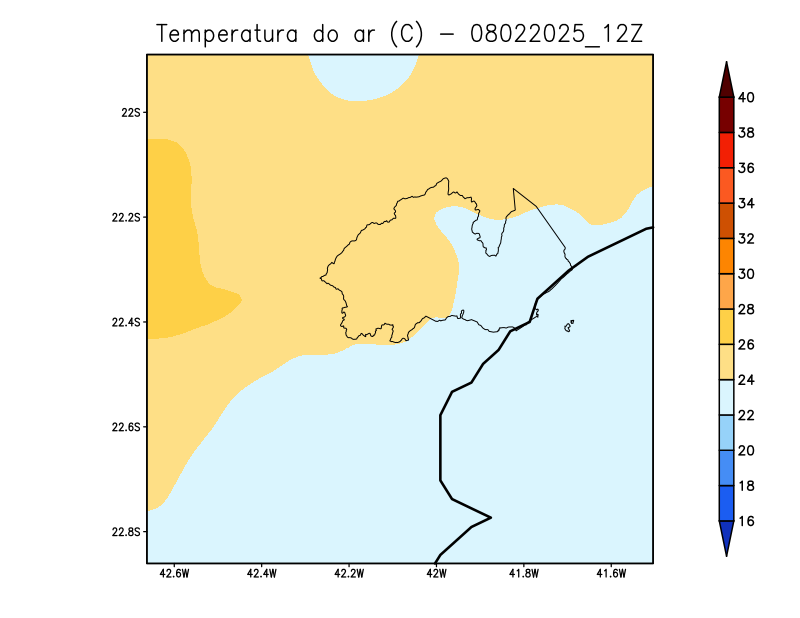 Temperatura do ar (C) - 08022025_12Z
22S
22.2S
22.4S
22.6S
22.8S
42.6W
42.4W
42.2W
42W
41.8W
41.6W
40
38
36
34
32
30
28
26
24
22
20
18
16